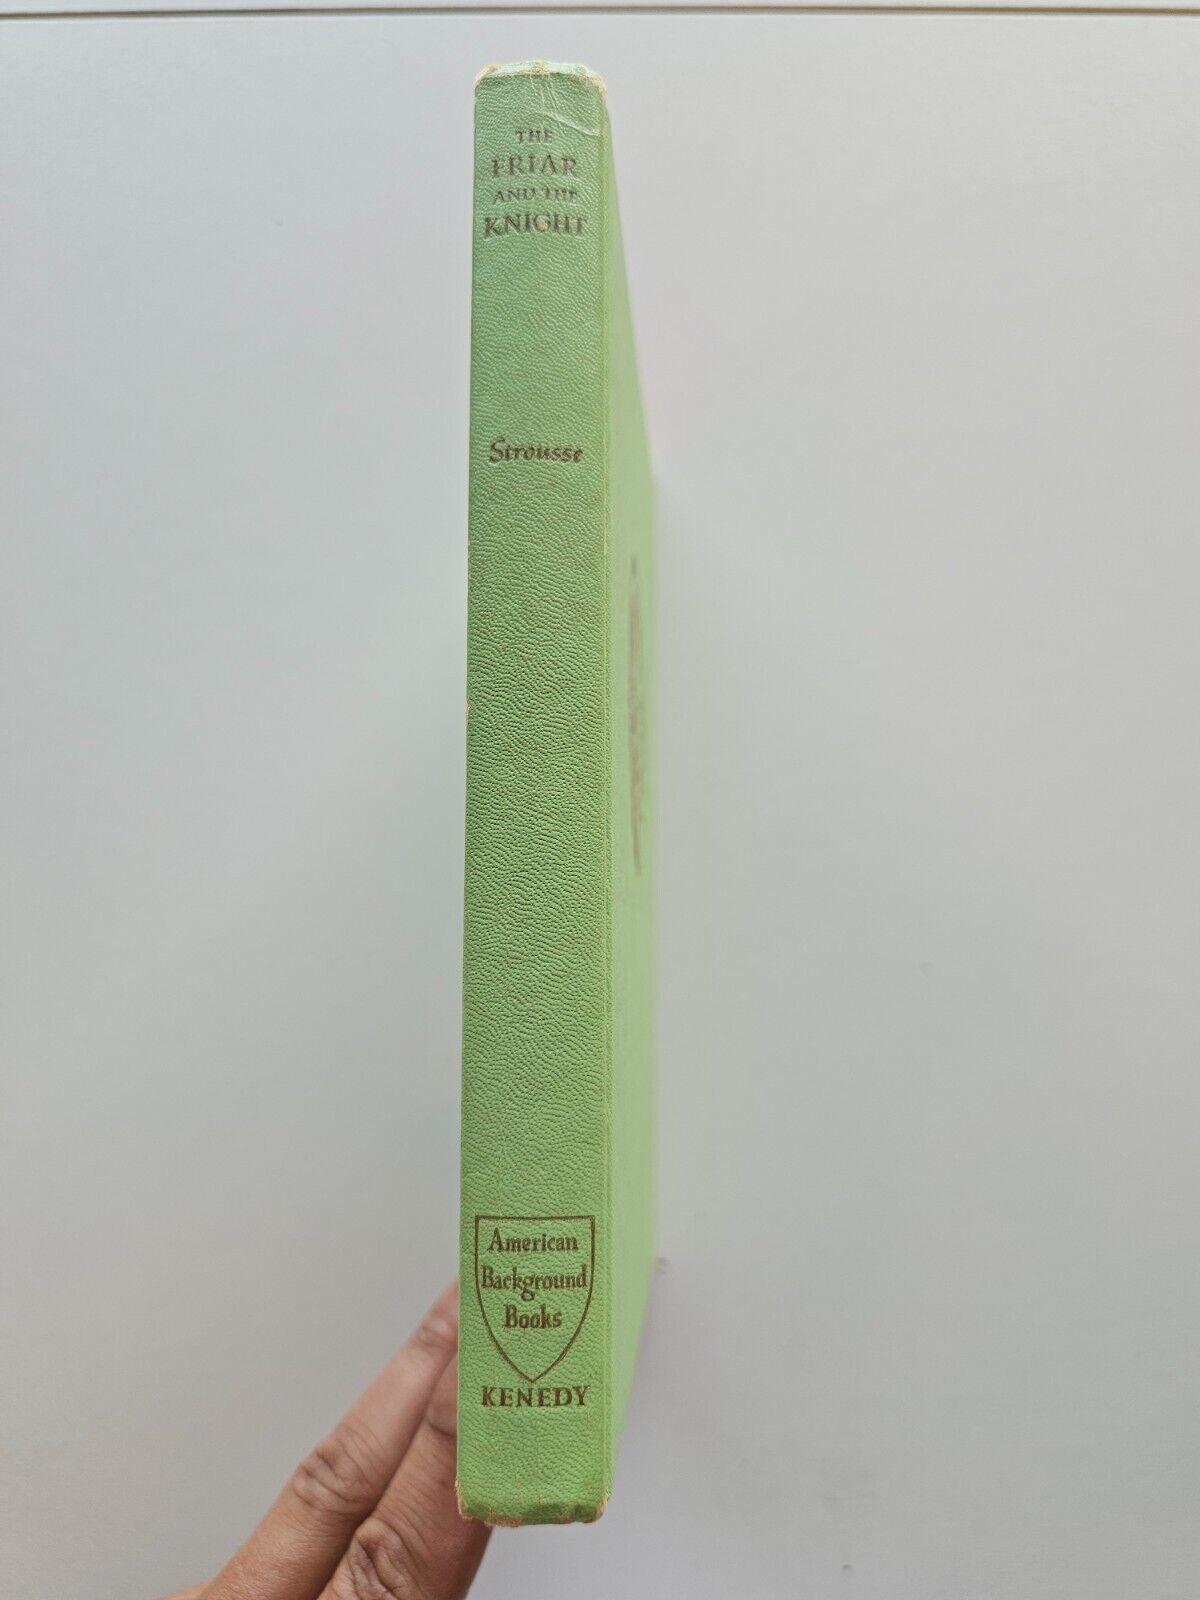 THE
FRIAR
AND THE
KNIGHT
Strousse
American
Background
Books
KENEDY